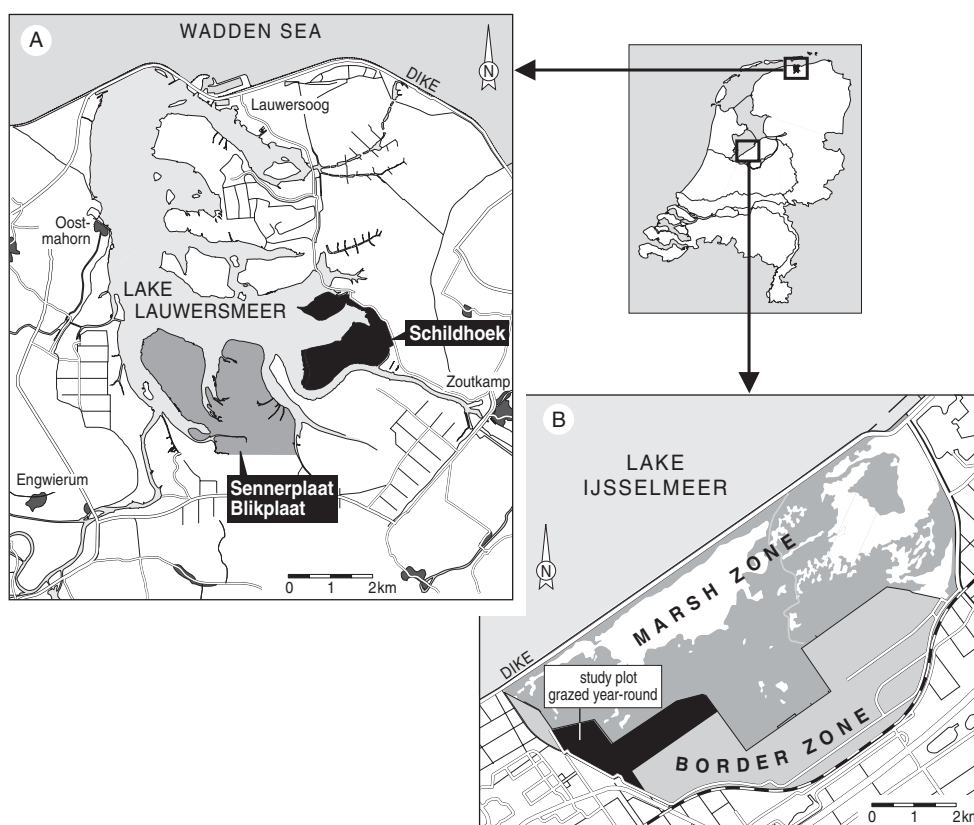 A
WADDEN SEA
N
DIKE
Lauwersoog
Oost-
mahorn
LAKE
LAUWERSMEER
Schildhoek
Zoutkamp
Engwierum
Sennerplaat
Blikplaat
0 1 2km
B
LAKE
IJSSELMEER
N
MARSH ZONE
DIKE
study plot
grazed year-round
BORDER ZONE
0 1 2km